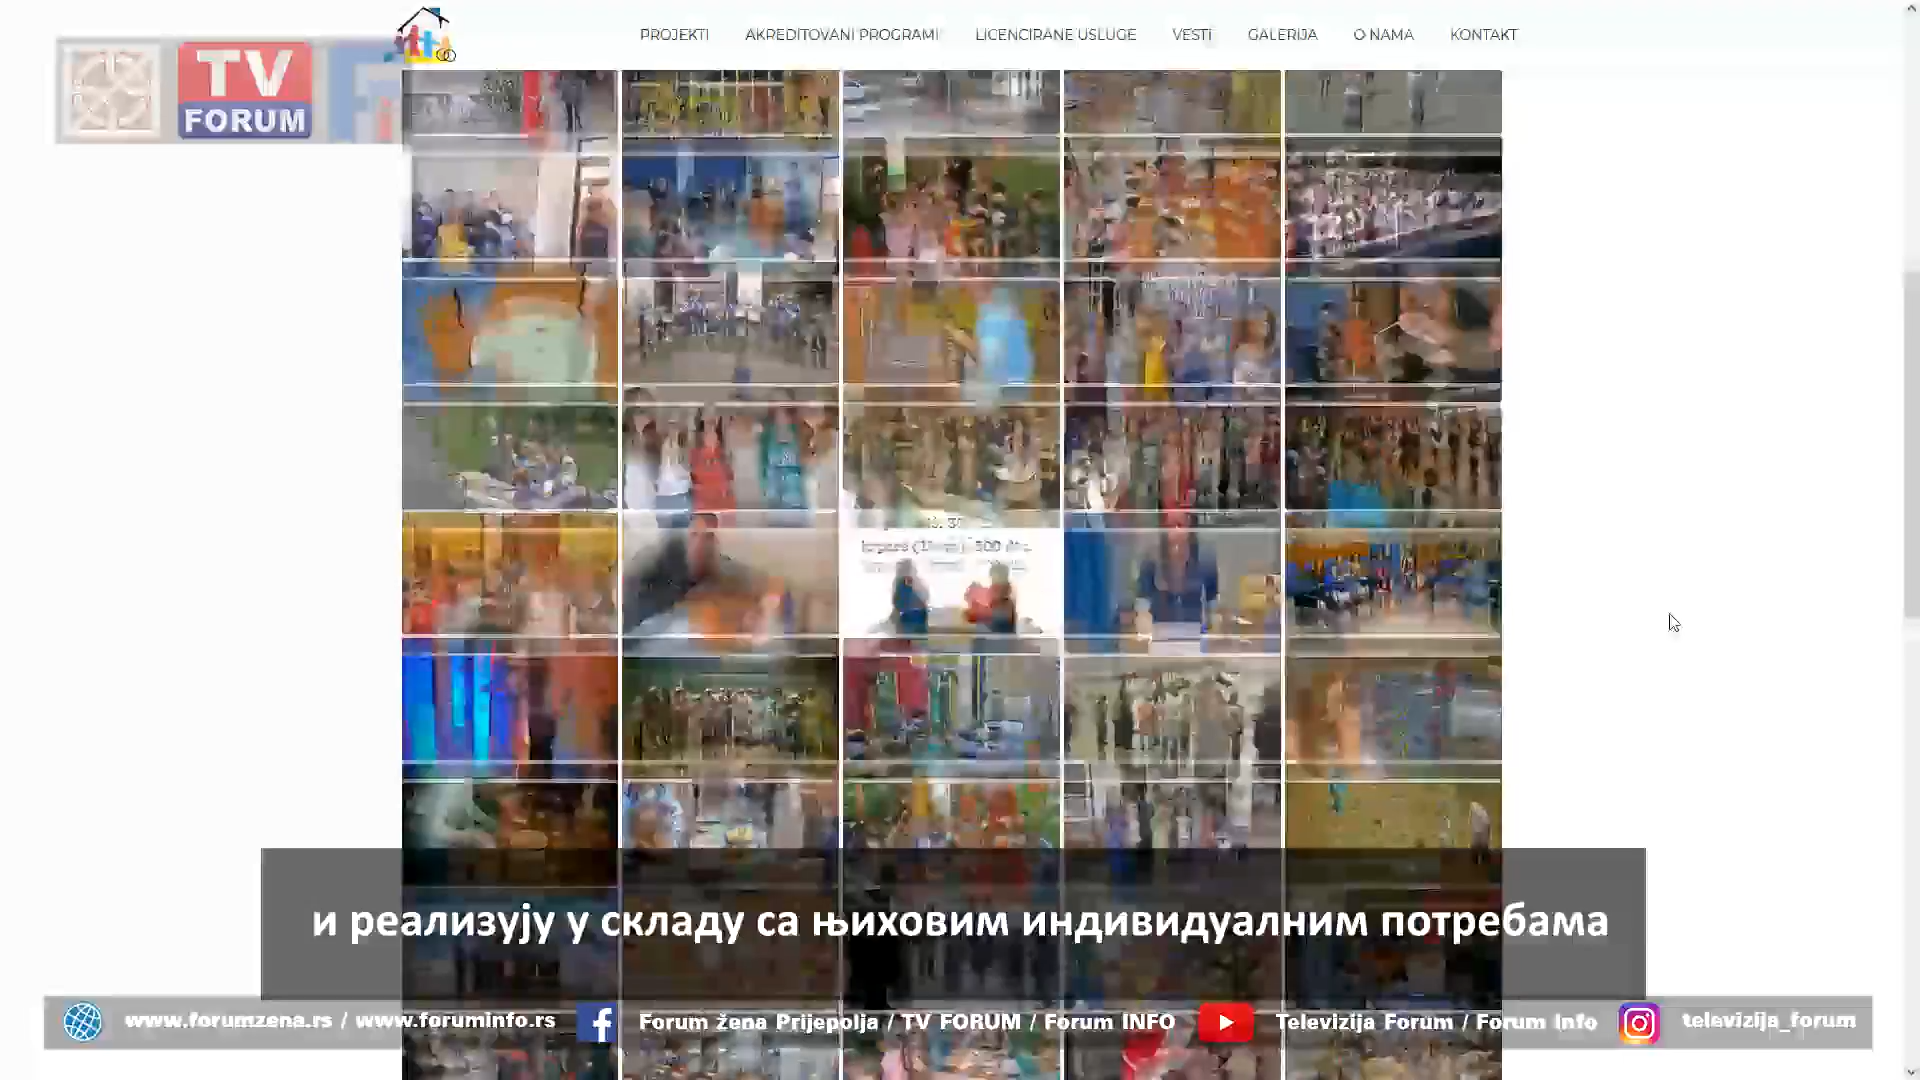 PROJEKTI AKREDITOVANI PROGRAMI LICENCIRANE USLUGE VESTI GALERIJA O NAMA KONTAKT
TV
FORUM
и реализују у складу са њиховим индивидуалним потребама
www.forumzena.rs / www.foruminfo.rs Forum žena Prijepolja / TV FORUM / Forum INFO Televizija Forum / Forum Info televizija_forum